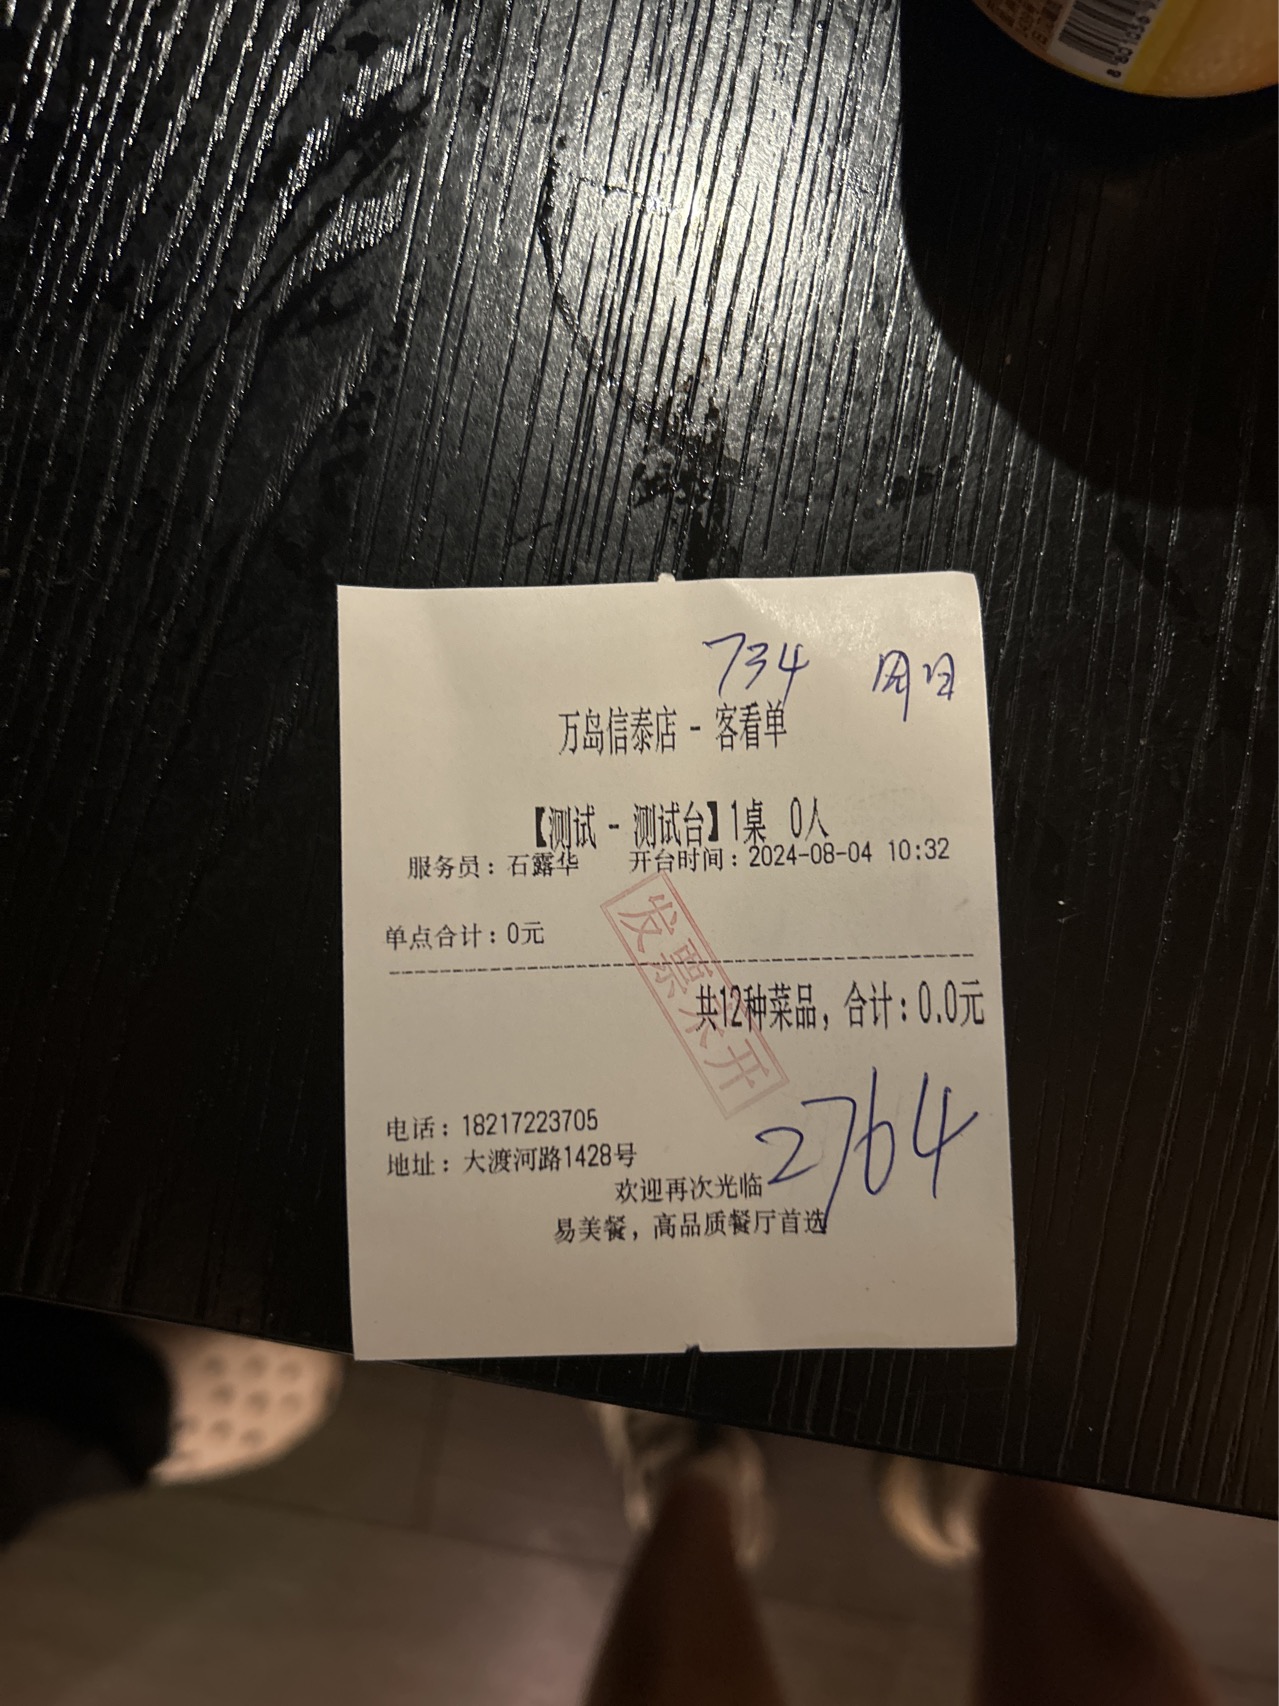 734 周日
万岛信泰店 - 客看单
【测试 - 测试台】1桌 0人
服务员：石露华 开台时间：2024-08-04 10:32
单点合计：0元
发票未开
共12种菜品，合计：0.0元
2764
电话：18217223705
地址：大渡河路1428号
欢迎再次光临
易美餐，高品质餐厅首选